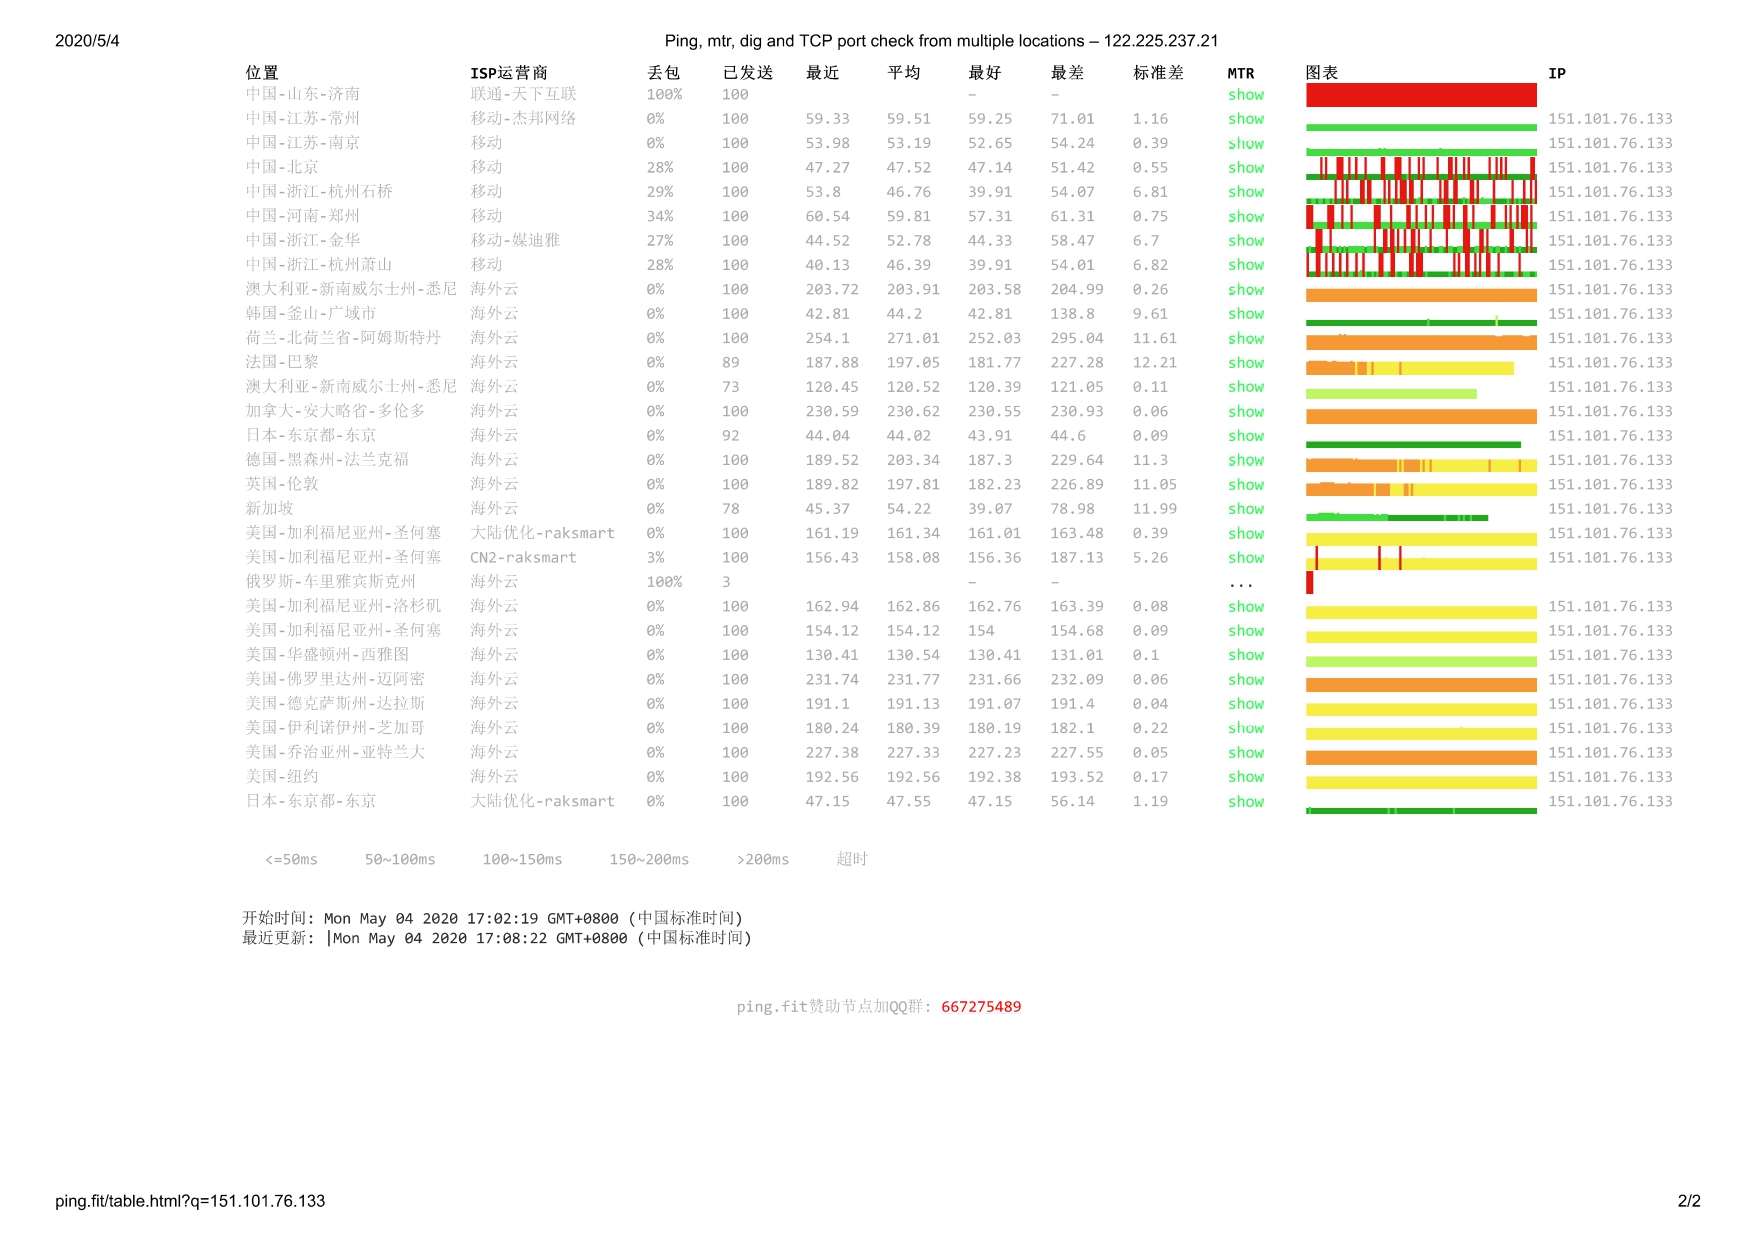 2020/5/4 Ping, mtr, dig and TCP port check from multiple locations – 122.225.237.21
位置 ISP运营商 丢包 已发送 最近 平均 最好 最差 标准差 MTR 图表 IP
中国-山东-济南 联通-天下互联 100% 100 – – show
中国-江苏-常州 移动-杰邦网络 0% 100 59.33 59.51 59.25 71.01 1.16 show 151.101.76.133
中国-江苏-南京 移动 0% 100 53.98 53.19 52.65 54.24 0.39 show 151.101.76.133
中国-北京 移动 28% 100 47.27 47.52 47.14 51.42 0.55 show 151.101.76.133
中国-浙江-杭州石桥 移动 29% 100 53.8 46.76 39.91 54.07 6.81 show 151.101.76.133
中国-河南-郑州 移动 34% 100 60.54 59.81 57.31 61.31 0.75 show 151.101.76.133
中国-浙江-金华 移动-媒迪雅 27% 100 44.52 52.78 44.33 58.47 6.7 show 151.101.76.133
中国-浙江-杭州萧山 移动 28% 100 40.13 46.39 39.91 54.01 6.82 show 151.101.76.133
澳大利亚-新南威尔士州-悉尼 海外云 0% 100 203.72 203.91 203.58 204.99 0.26 show 151.101.76.133
韩国-釜山-广域市 海外云 0% 100 42.81 44.2 42.81 138.8 9.61 show 151.101.76.133
荷兰-北荷兰省-阿姆斯特丹 海外云 0% 100 254.1 271.01 252.03 295.04 11.61 show 151.101.76.133
法国-巴黎 海外云 0% 89 187.88 197.05 181.77 227.28 12.21 show 151.101.76.133
澳大利亚-新南威尔士州-悉尼 海外云 0% 73 120.45 120.52 120.39 121.05 0.11 show 151.101.76.133
加拿大-安大略省-多伦多 海外云 0% 100 230.59 230.62 230.55 230.93 0.06 show 151.101.76.133
日本-东京都-东京 海外云 0% 92 44.04 44.02 43.91 44.6 0.09 show 151.101.76.133
德国-黑森州-法兰克福 海外云 0% 100 189.52 203.34 187.3 229.64 11.3 show 151.101.76.133
英国-伦敦 海外云 0% 100 189.82 197.81 182.23 226.89 11.05 show 151.101.76.133
新加坡 海外云 0% 78 45.37 54.22 39.07 78.98 11.99 show 151.101.76.133
美国-加利福尼亚州-圣何塞 大陆优化-raksmart 0% 100 161.19 161.34 161.01 163.48 0.39 show 151.101.76.133
美国-加利福尼亚州-圣何塞 CN2-raksmart 3% 100 156.43 158.08 156.36 187.13 5.26 show 151.101.76.133
俄罗斯-车里雅宾斯克州 海外云 100% 3 – – ...
美国-加利福尼亚州-洛杉矶 海外云 0% 100 162.94 162.86 162.76 163.39 0.08 show 151.101.76.133
美国-加利福尼亚州-圣何塞 海外云 0% 100 154.12 154.12 154 154.68 0.09 show 151.101.76.133
美国-华盛顿州-西雅图 海外云 0% 100 130.41 130.54 130.41 131.01 0.1 show 151.101.76.133
美国-佛罗里达州-迈阿密 海外云 0% 100 231.74 231.77 231.66 232.09 0.06 show 151.101.76.133
美国-德克萨斯州-达拉斯 海外云 0% 100 191.1 191.13 191.07 191.4 0.04 show 151.101.76.133
美国-伊利诺伊州-芝加哥 海外云 0% 100 180.24 180.39 180.19 182.1 0.22 show 151.101.76.133
美国-乔治亚州-亚特兰大 海外云 0% 100 227.38 227.33 227.23 227.55 0.05 show 151.101.76.133
美国-纽约 海外云 0% 100 192.56 192.56 192.38 193.52 0.17 show 151.101.76.133
日本-东京都-东京 大陆优化-raksmart 0% 100 47.15 47.55 47.15 56.14 1.19 show 151.101.76.133
<=50ms 50~100ms 100~150ms 150~200ms >200ms 超时
开始时间: Mon May 04 2020 17:02:19 GMT+0800 (中国标准时间)
最近更新: |Mon May 04 2020 17:08:22 GMT+0800 (中国标准时间)
ping.fit赞助节点加QQ群: 667275489
ping.fit/table.html?q=151.101.76.133 2/2